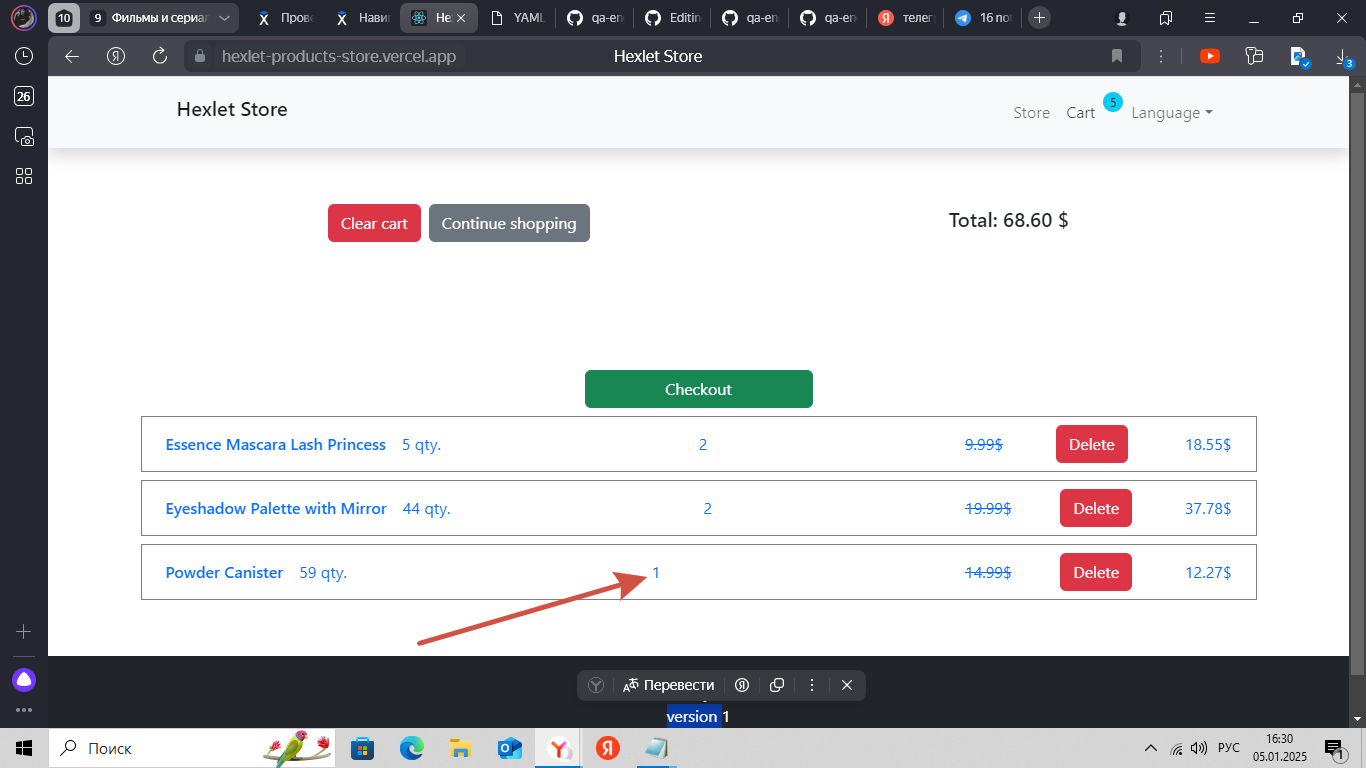 10 9 Фильмы и сериал Пров Нави Не YAML qa-en Editin qa-en qa-en телег 16 по
Я hexlet-products-store.vercel.app Hexlet Store 3
26
Hexlet Store Store Cart 5 Language
Clear cart Continue shopping Total: 68.60 $
Checkout
Essence Mascara Lash Princess 5 qty. 2 9.99$ Delete 18.55$
Eyeshadow Palette with Mirror 44 qty. 2 19.99$ Delete 37.78$
Powder Canister 59 qty. 1 14.99$ Delete 12.27$
Перевести
version 1
Поиск РУС 16:30
05.01.2025 1